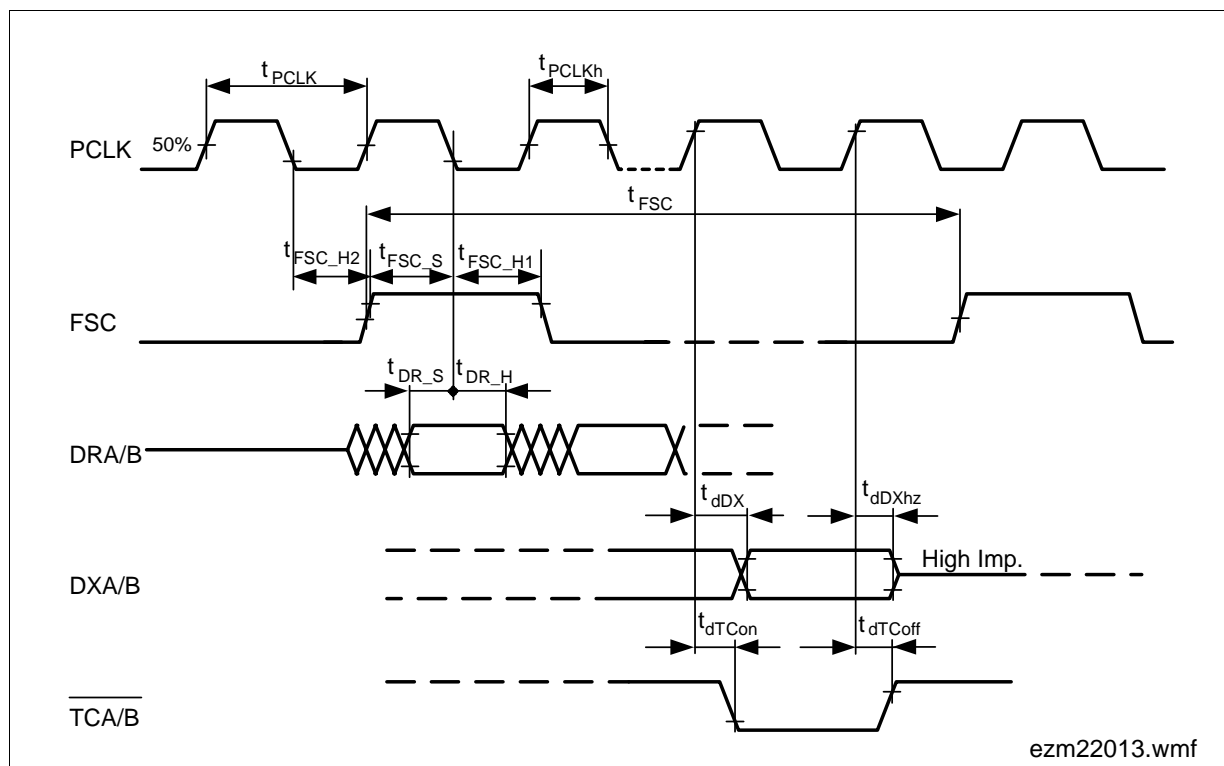 t PCLK
t PCLKh
50%
PCLK
t FSC
t FSC_H2
t FSC_S
t FSC_H1
FSC
t DR_S
t DR_H
DRA/B
t dDX
t dDXhz
High Imp.
DXA/B
t dTCon
t dTCoff
TCA/B
ezm22013.wmf